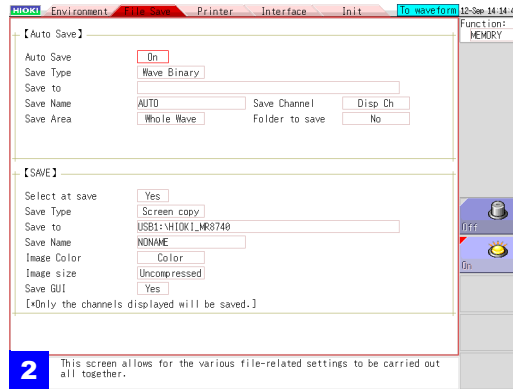 HIOKI Environment File Save Printer Interface Init To waveform 12-Sep 14:14:4
Function:
MEMORY
【Auto Save】
Auto Save On
Save Type Wave Binary
Save to
Save Name AUTO Save Channel Disp Ch
Save Area Whole Wave Folder to save No
【SAVE】
Select at save Yes
Save Type Screen copy
Save to USB1:\HIOKI_MR8740
Save Name NONAME
Image Color Color
Image size Uncompressed
Save GUI Yes
[*Only the channels displayed will be saved.]
Off
On
2 This screen allows for the various file-related settings to be carried out
all together.